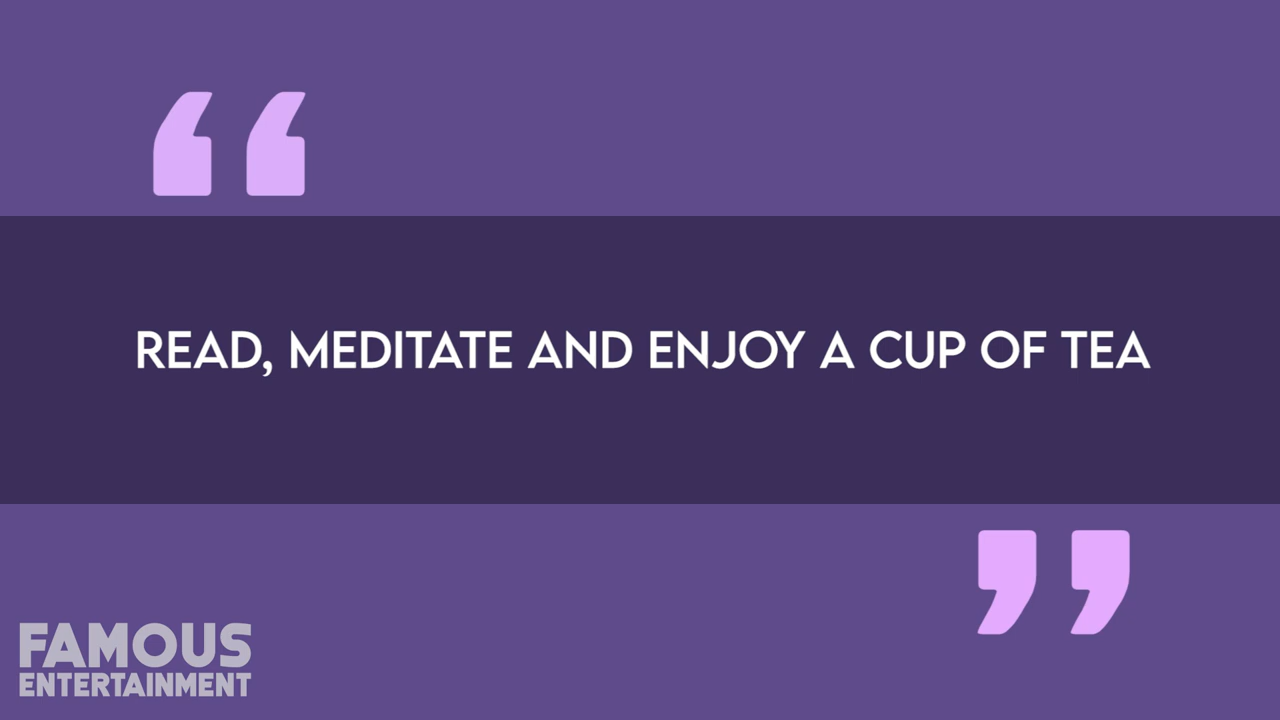 READ, MEDITATE AND ENJOY A CUP OF TEA
FAMOUS
ENTERTAINMENT